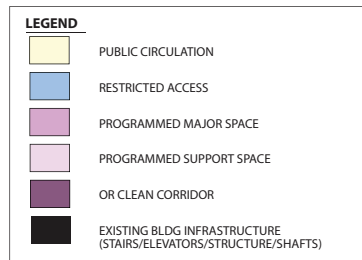 LEGEND
PUBLIC CIRCULATION
RESTRICTED ACCESS
PROGRAMMED MAJOR SPACE
PROGRAMMED SUPPORT SPACE
OR CLEAN CORRIDOR
EXISTING BLDG INFRASTRUCTURE
(STAIRS/ELEVATORS/STRUCTURE/SHAFTS)